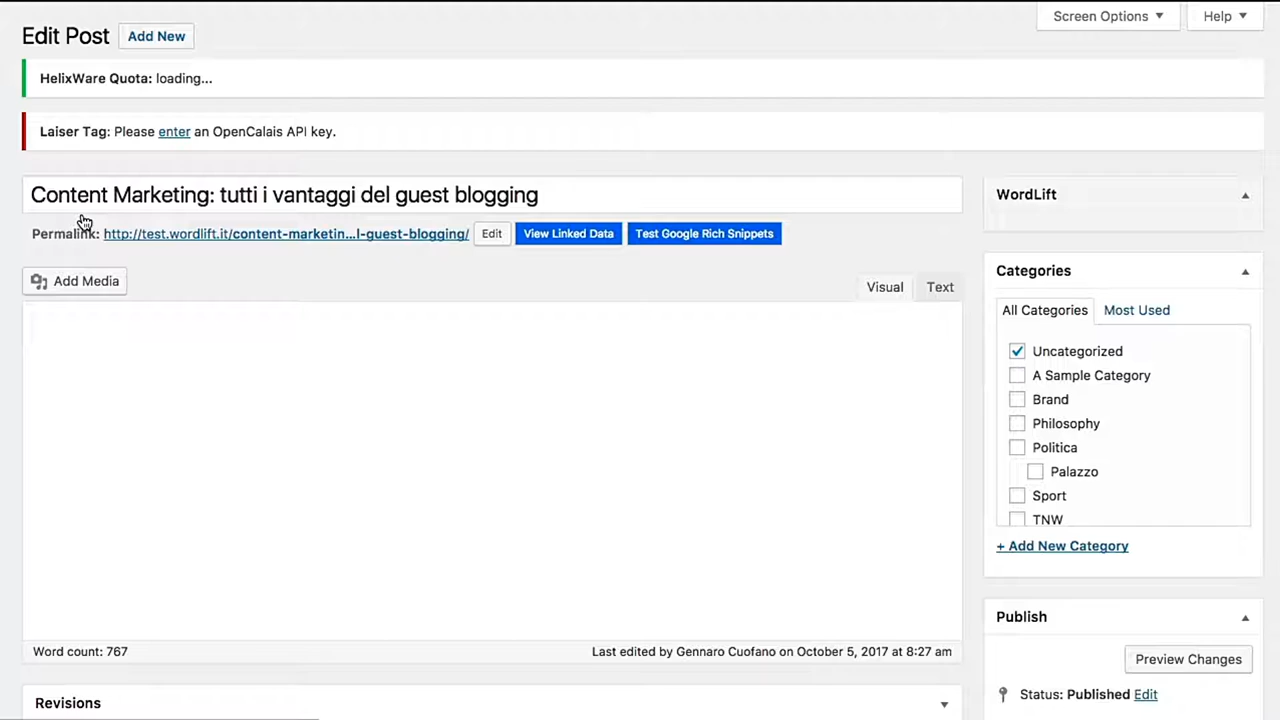 Screen Options
Help
Edit Post
Add New
HelixWare Quota: loading...
Laiser Tag: Please enter an OpenCalais API key.
Content Marketing: tutti i vantaggi del guest blogging
Permalink: http://test.wordlift.it/content-marketin...l-guest-blogging/
Edit
View Linked Data
Test Google Rich Snippets
Add Media
Visual
Text
Word count: 767
Last edited by Gennaro Cuofano on October 5, 2017 at 8:27 am
Revisions
WordLift
Categories
All Categories
Most Used
Uncategorized
A Sample Category
Brand
Philosophy
Politica
Palazzo
Sport
TNW
+ Add New Category
Publish
Preview Changes
Status: Published Edit